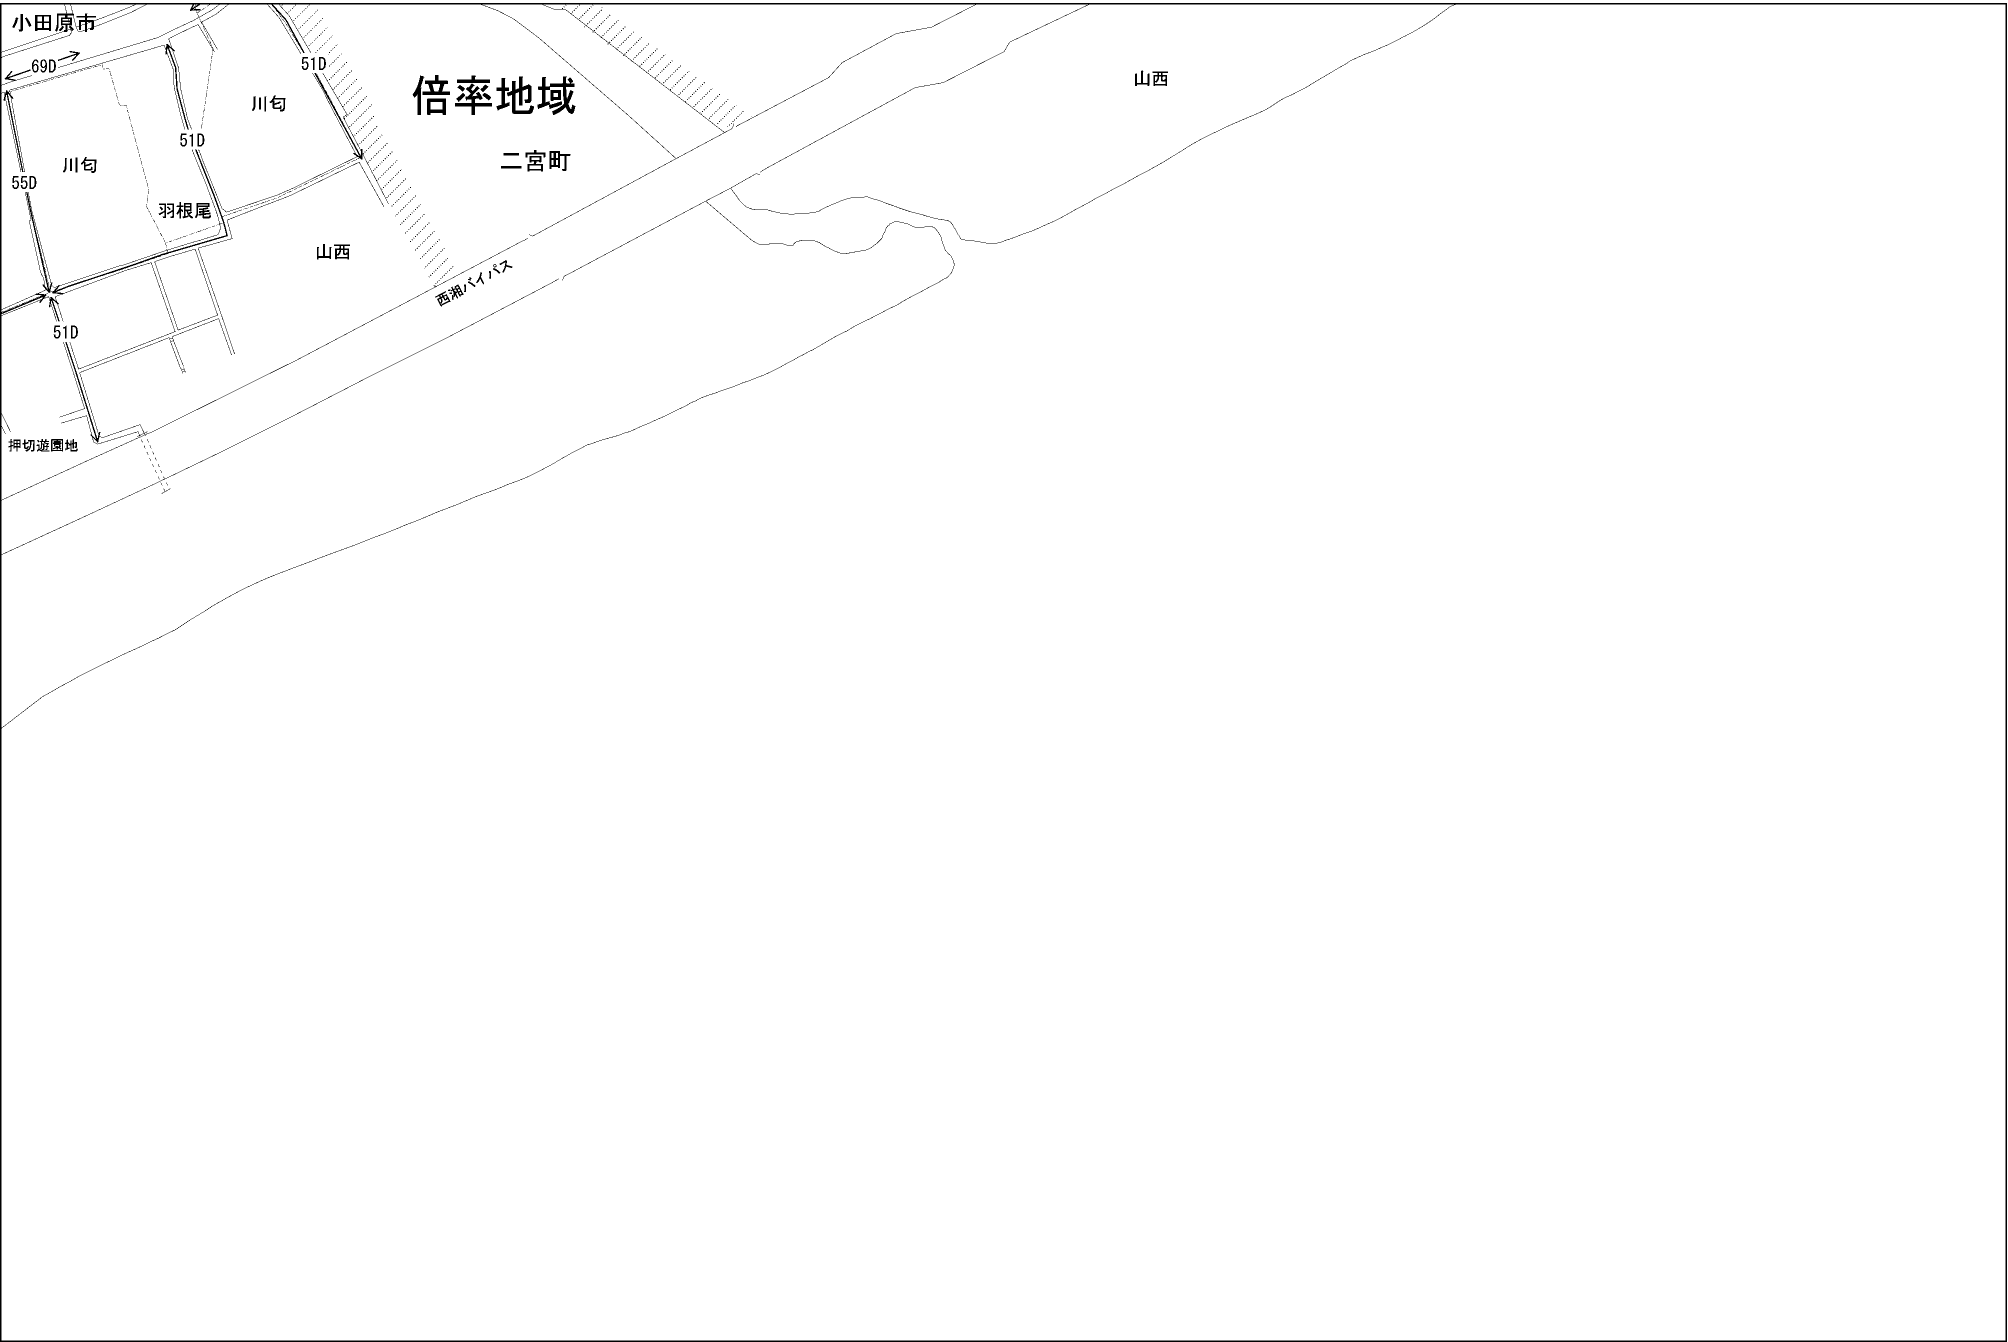 小田原市
69D
51D
川匂
倍率地域
山西
51D
川匂
二宮町
55D
羽根尾
山西
西湘バイパス
51D
押切遊園地